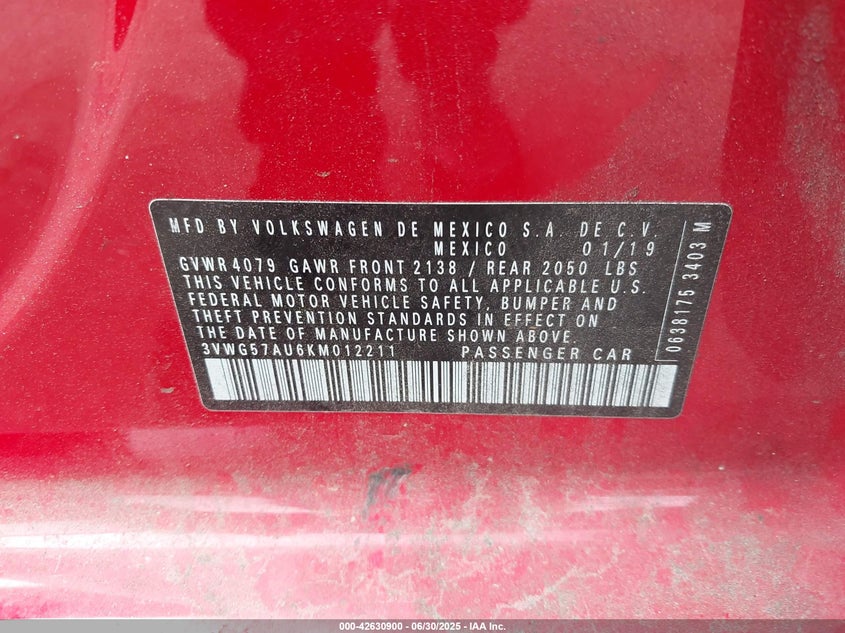 MFD BY VOLKSWAGEN DE MEXICO S.A. DE C.V.
MEXICO 01/19
GVWR 4079 GAWR FRONT 2138 / REAR 2050 LBS
THIS VEHICLE CONFORMS TO ALL APPLICABLE U.S.
FEDERAL MOTOR VEHICLE SAFETY, BUMPER AND
THEFT PREVENTION STANDARDS IN EFFECT ON
THE DATE OF MANUFACTURE SHOWN ABOVE.
3VWG57AU6KM012211 PASSENGER CAR
0638175 3403 M
000-42630900 - 06/30/2025 - IAA Inc.